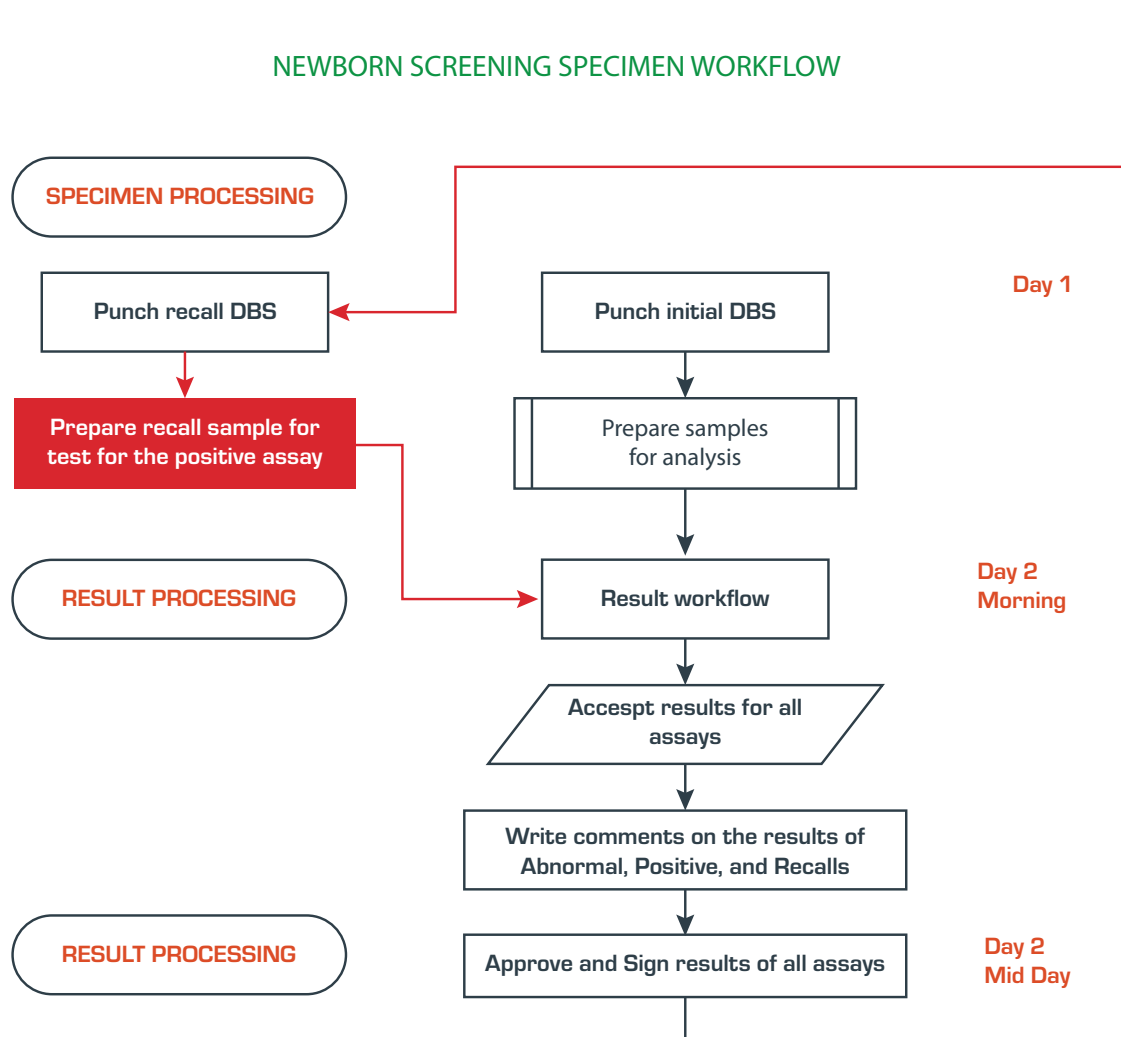 NEWBORN SCREENING SPECIMEN WORKFLOW
SPECIMEN PROCESSING
Day 1
Punch recall DBS
Punch initial DBS
Prepare recall sample for
test for the positive assay
Prepare samples
for analysis
RESULT PROCESSING
Result workflow
Day 2
Morning
Accespt results for all
assays
Write comments on the results of
Abnormal, Positive, and Recalls
RESULT PROCESSING
Approve and Sign results of all assays
Day 2
Mid Day